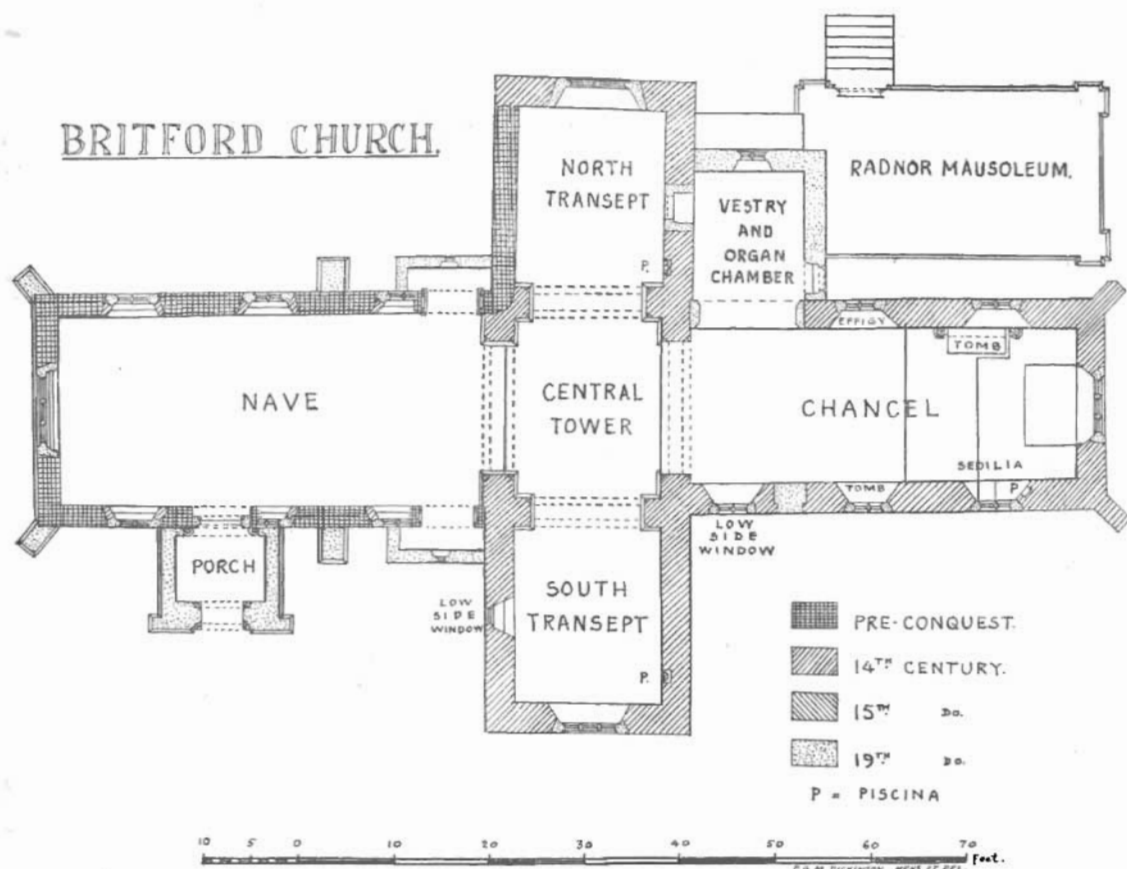 BRITFORD CHURCH.
NORTH
TRANSEPT
P.
VESTRY
AND
ORGAN
CHAMBER
RADNOR MAUSOLEUM.
EFFIGY
TOMB
NAVE
CENTRAL
TOWER
CHANCEL
SEDILIA
P
TOMB
LOW
SIDE
WINDOW
PORCH
LOW
SIDE
WINDOW
SOUTH
TRANSEPT
P.
PRE-CONQUEST.
14TH CENTURY.
15TH DO.
19TH DO.
P = PISCINA
10 5 0 10 20 30 40 50 60 70 Feet.